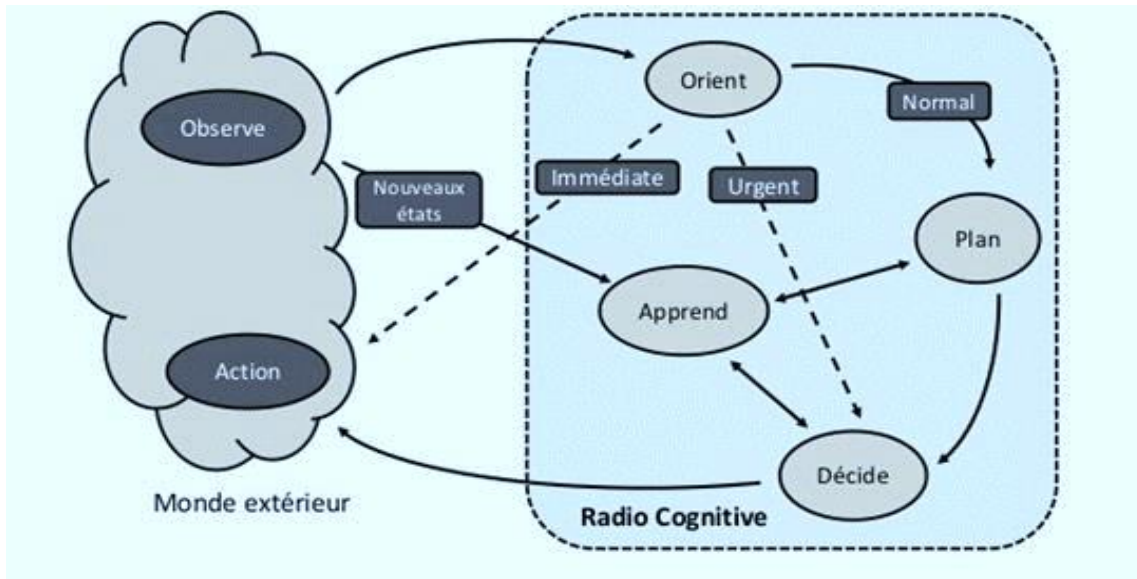 Orient
Normal
Observe
Immédiate
Urgent
Nouveaux
états
Plan
Apprend
Action
Décide
Monde extérieur
Radio Cognitive